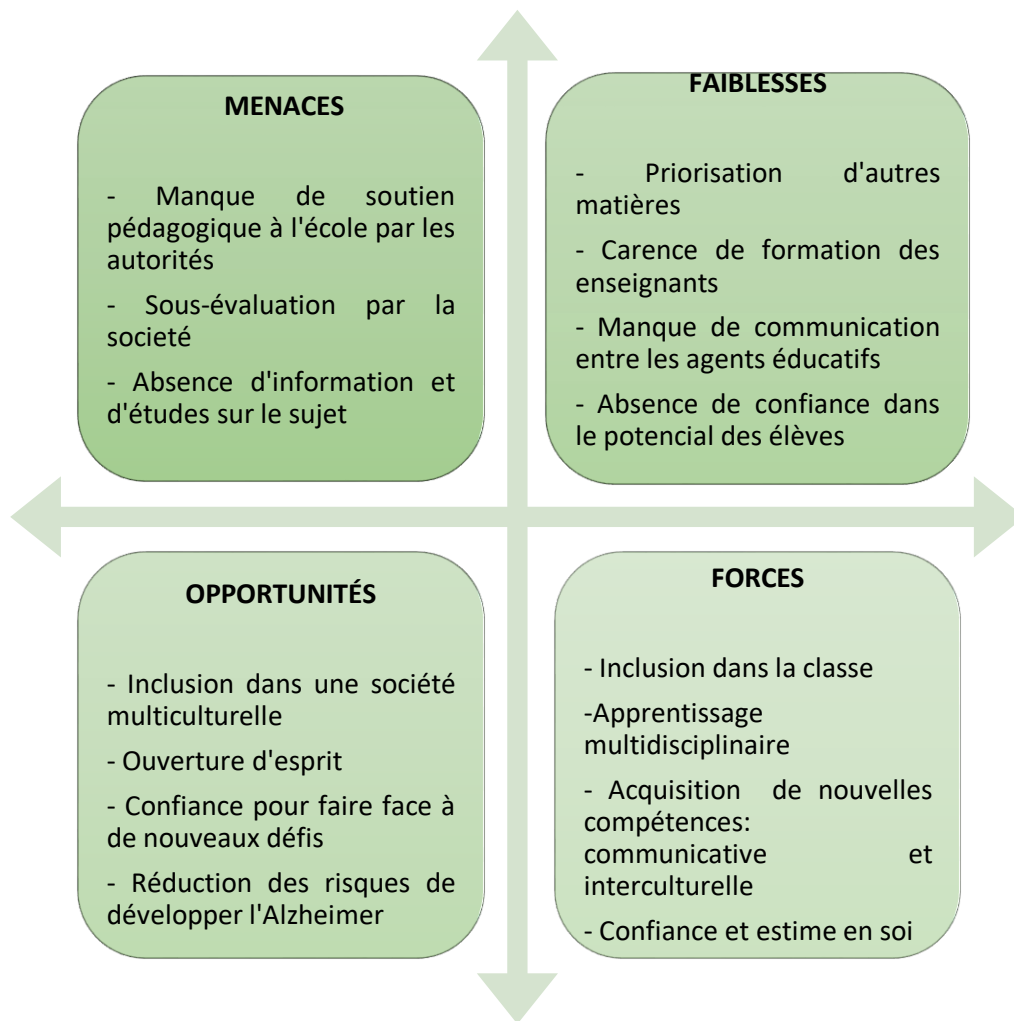 MENACES
- Manque de soutien
pédagogique à l'école par les
autorités
- Sous-évaluation par la
societé
- Absence d'information et
d'études sur le sujet
FAIBLESSES
- Priorisation d'autres
matières
- Carence de formation des
enseignants
- Manque de communication
entre les agents éducatifs
- Absence de confiance dans
le potencial des élèves
OPPORTUNITÉS
- Inclusion dans une société
multiculturelle
- Ouverture d'esprit
- Confiance pour faire face à
de nouveaux défis
- Réduction des risques de
développer l'Alzheimer
FORCES
- Inclusion dans la classe
-Apprentissage
multidisciplinaire
- Acquisition de nouvelles
compétences:
communicative et
interculturelle
- Confiance et estime en soi